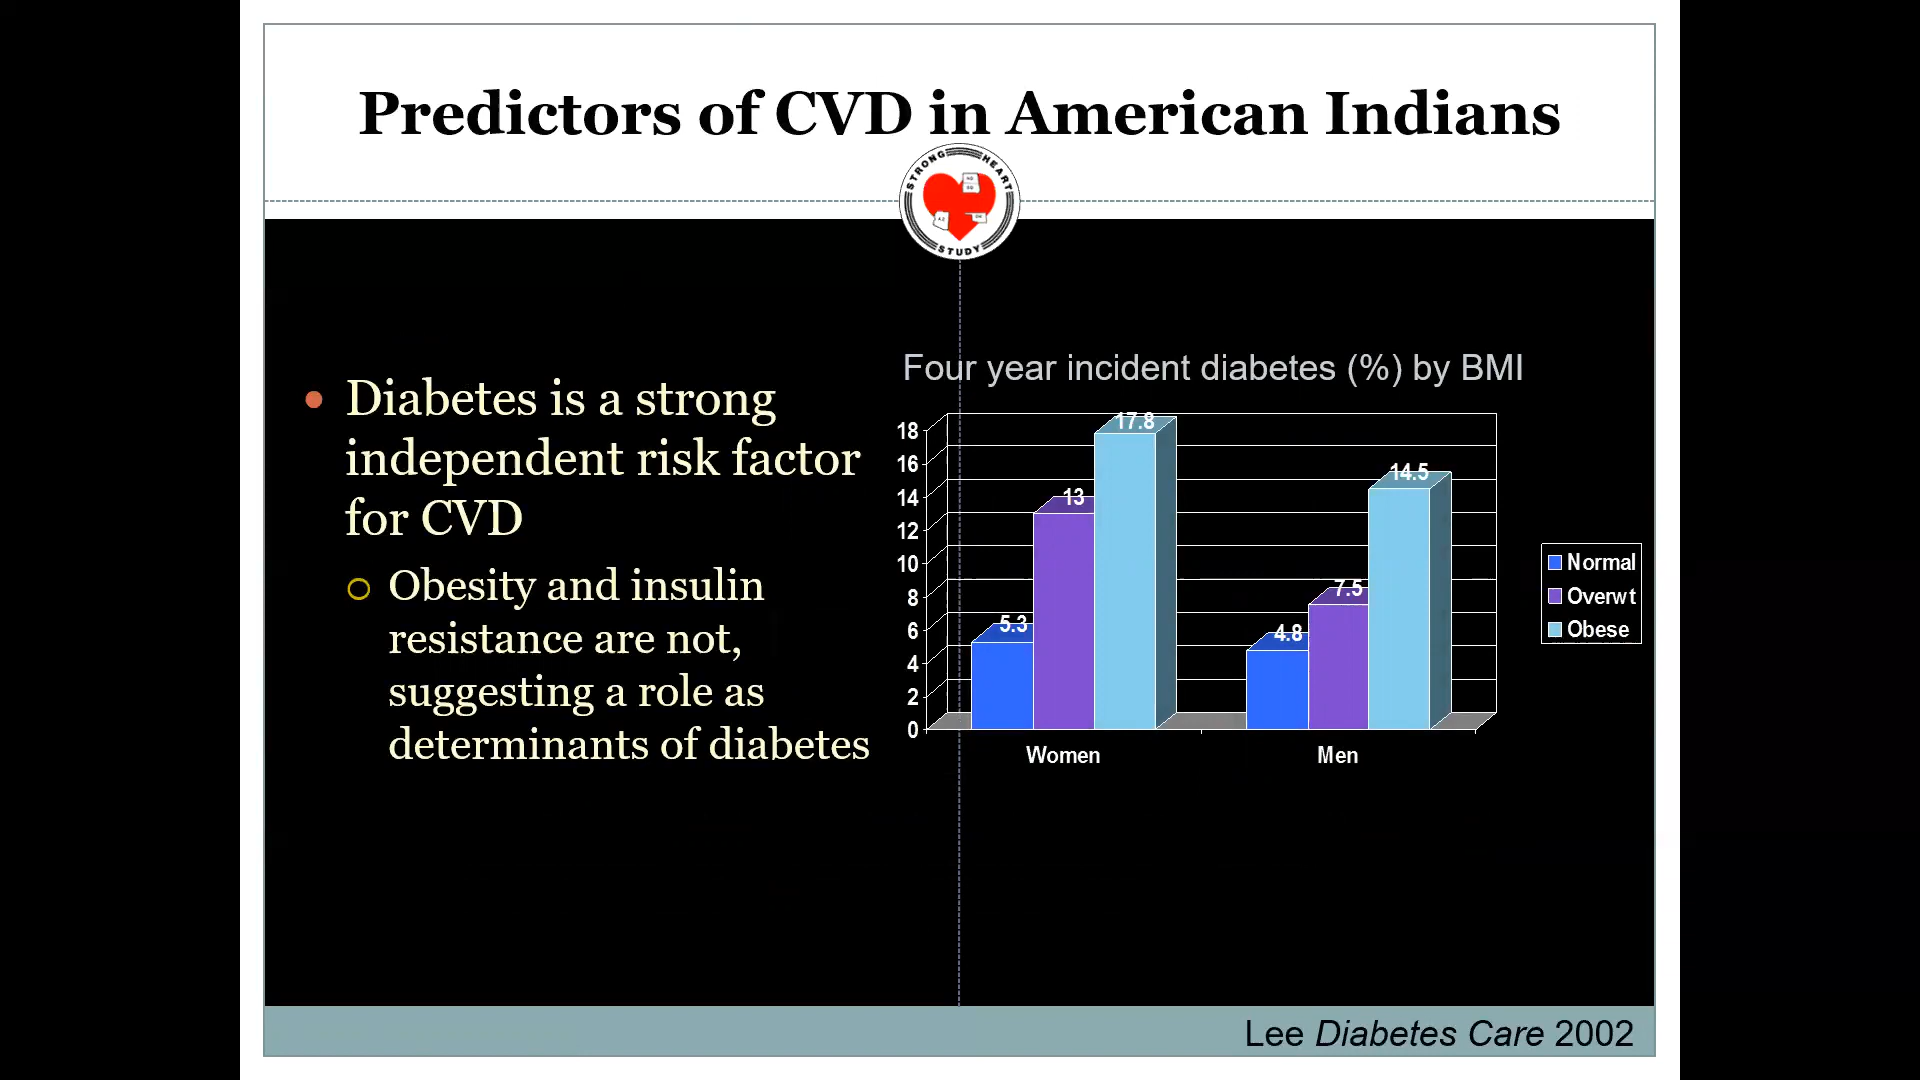 Predictors of CVD in American Indians
STRONG HEART
STUDY
Diabetes is a strong
independent risk factor
for CVD
Obesity and insulin
resistance are not,
suggesting a role as
determinants of diabetes
Four year incident diabetes (%) by BMI
18
16
14
12
10
8
6
4
2
0
5.3
13
17.8
4.8
7.5
14.5
Women
Men
Normal
Overwt
Obese
Lee Diabetes Care 2002